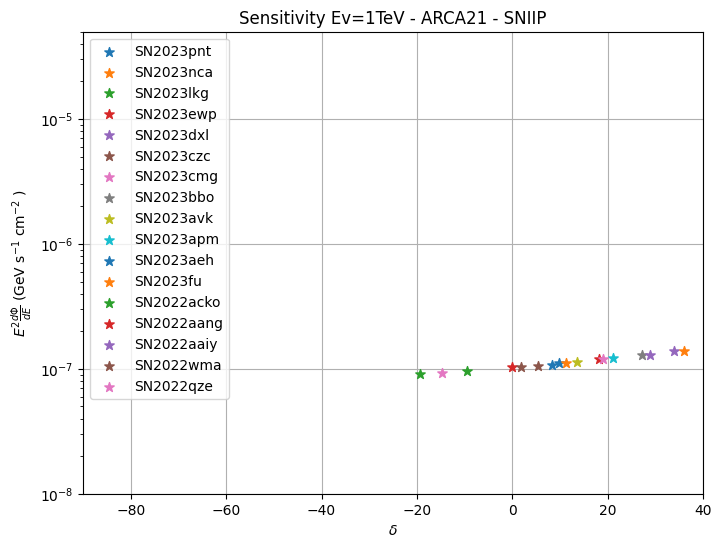 Sensitivity Ev=1TeV - ARCA21 - SNIIP
SN2023pnt
SN2023nca
SN2023lkg
SN2023ewp
SN2023dxl
SN2023czc
SN2023cmg
SN2023bbo
SN2023avk
SN2023apm
SN2023aeh
SN2023fu
SN2022acko
SN2022aang
SN2022aaiy
SN2022wma
SN2022qze
10⁻⁵
10⁻⁶
10⁻⁷
10⁻⁸
E² dΦ/dE (GeV s⁻¹ cm⁻² )
−80 −60 −40 −20 0 20 40
δ